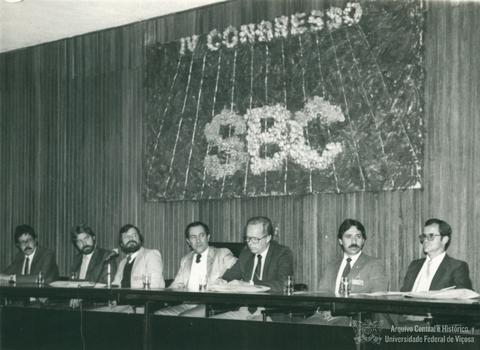 IV CONGRESSO
SBC
Arquivo Central e Histórico
Universidade Federal de Viçosa